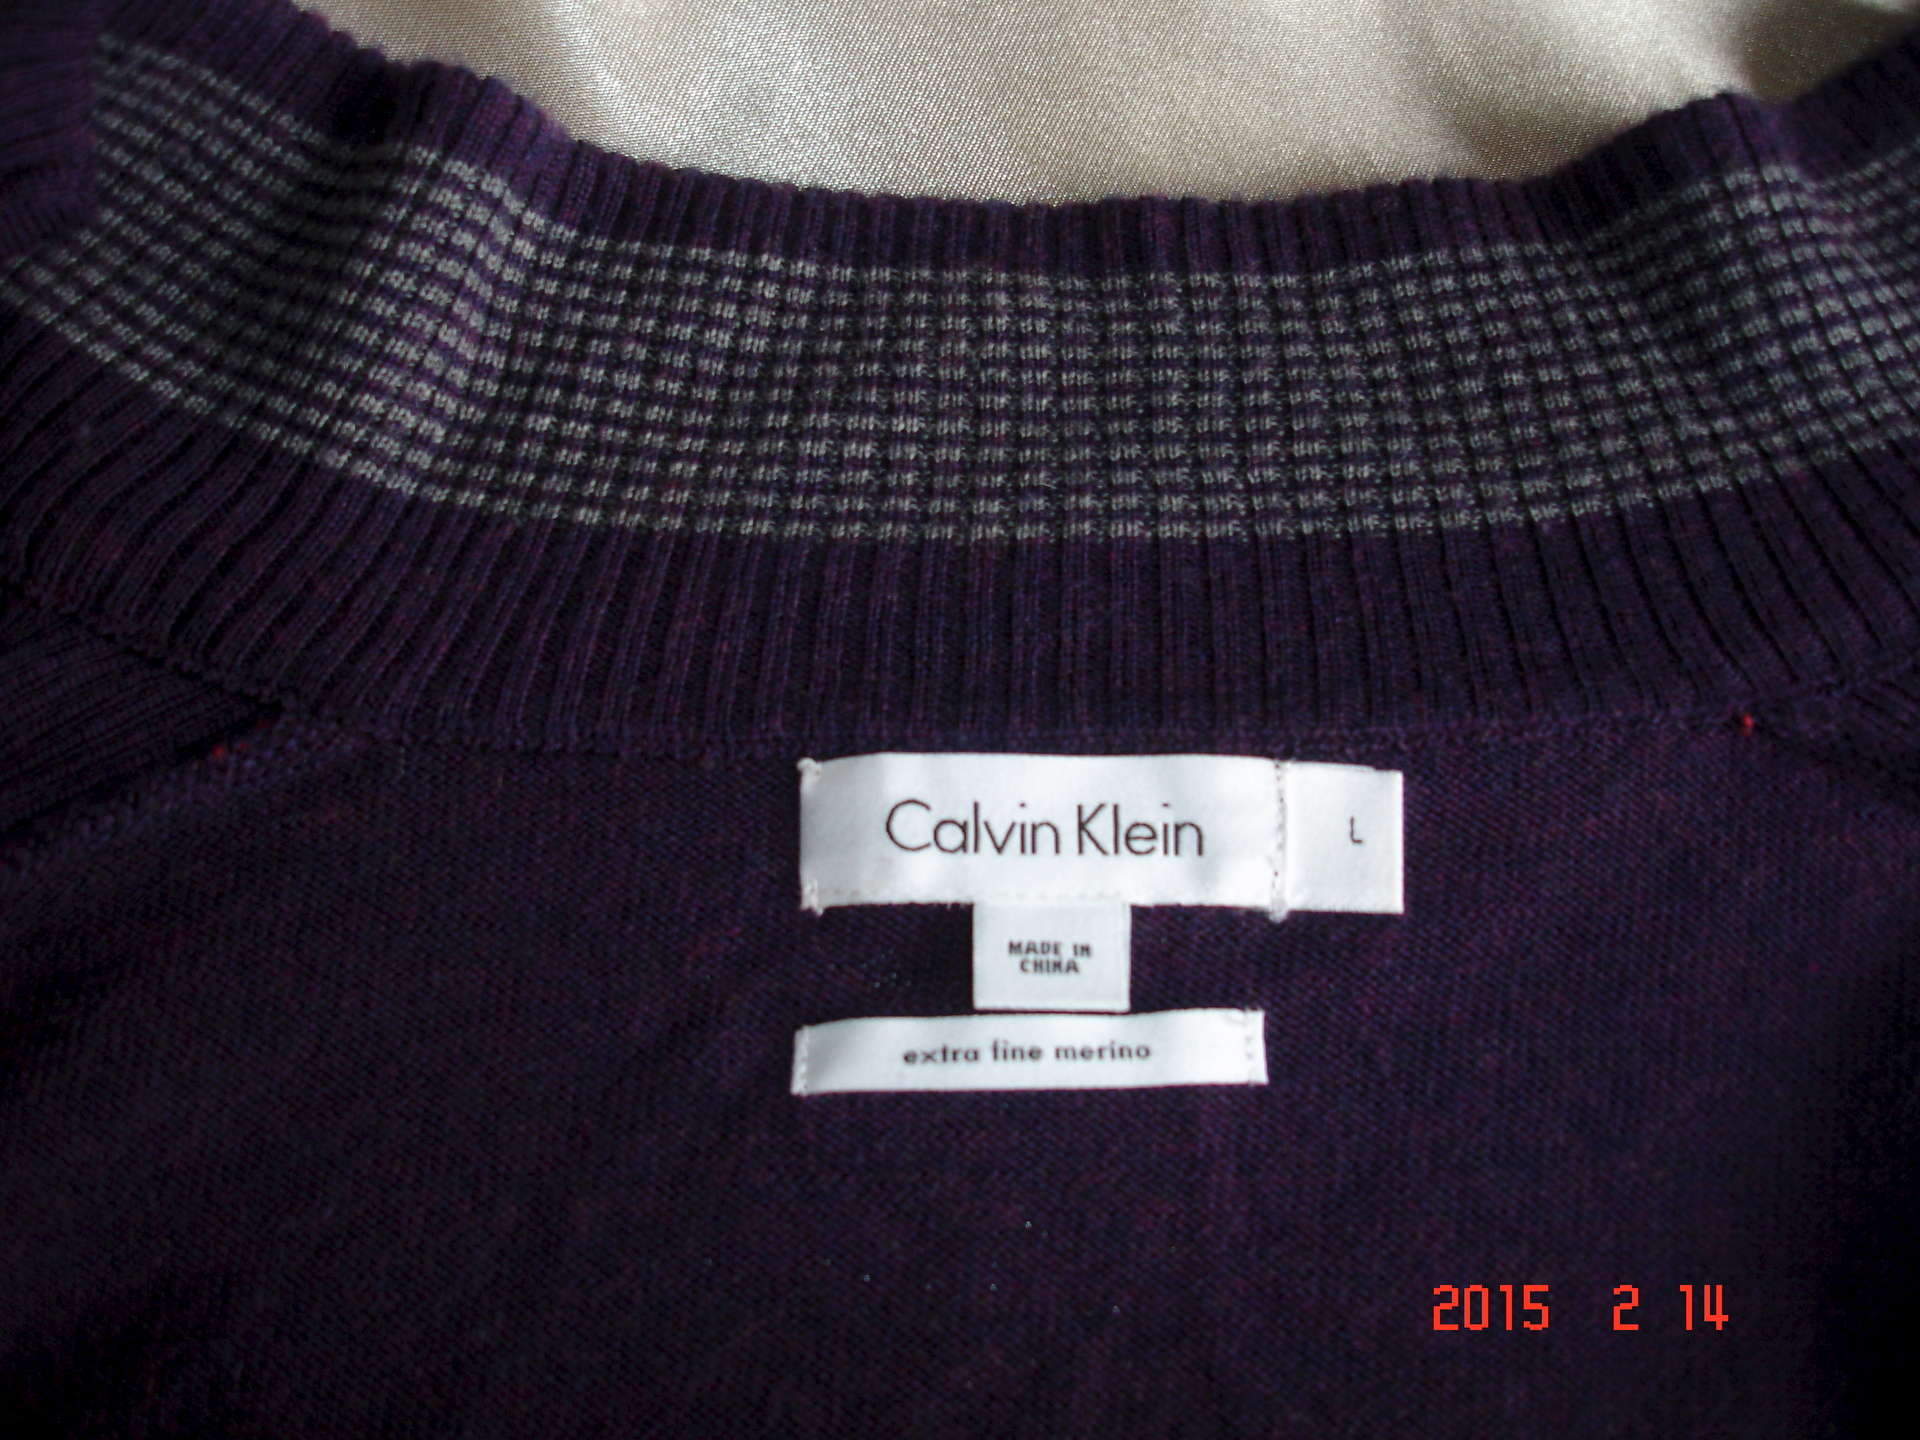 Calvin Klein
L
MADE IN
CHINA
extra fine merino
2015 2 14